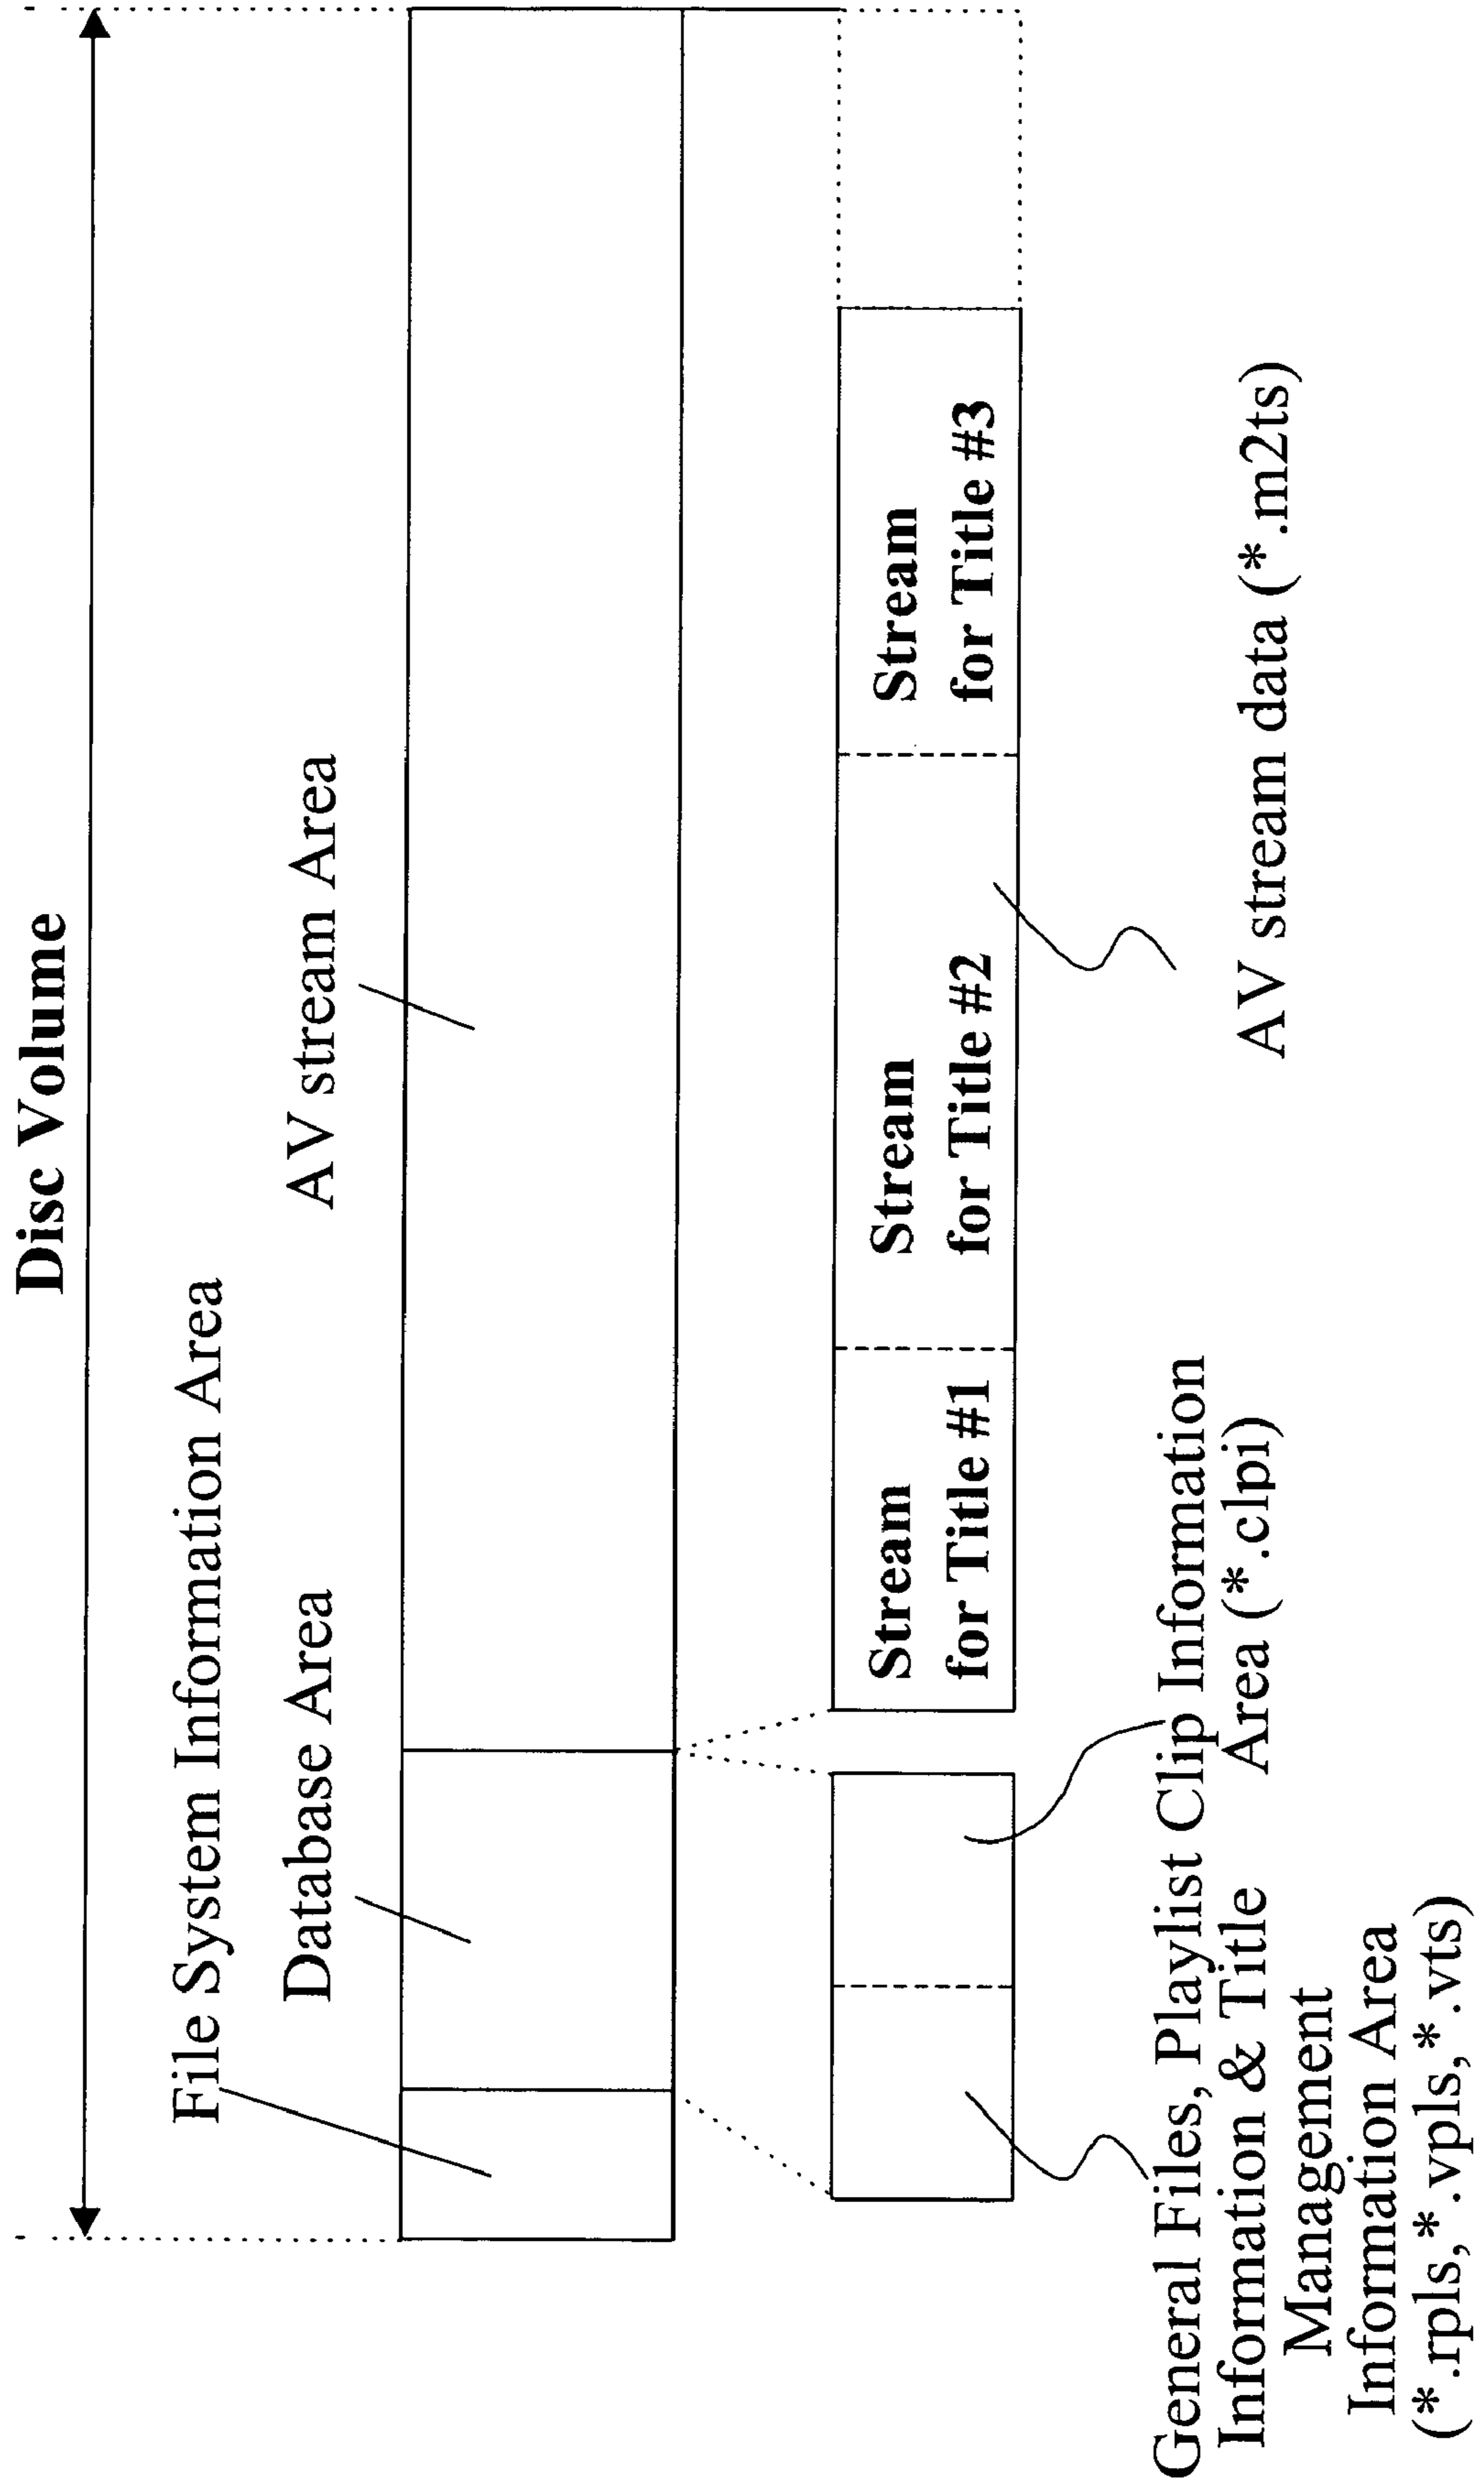 Disc Volume
File System Information Area
Database Area
AV stream Area
Stream
for Title #1
Stream
for Title #2
Stream
for Title #3
General Files, Playlist
Information & Title
Management
Information Area
(*.rpls,*.vpls,*.vts)
Clip Information
Area (*.clpi)
AV stream data (*.m2ts)